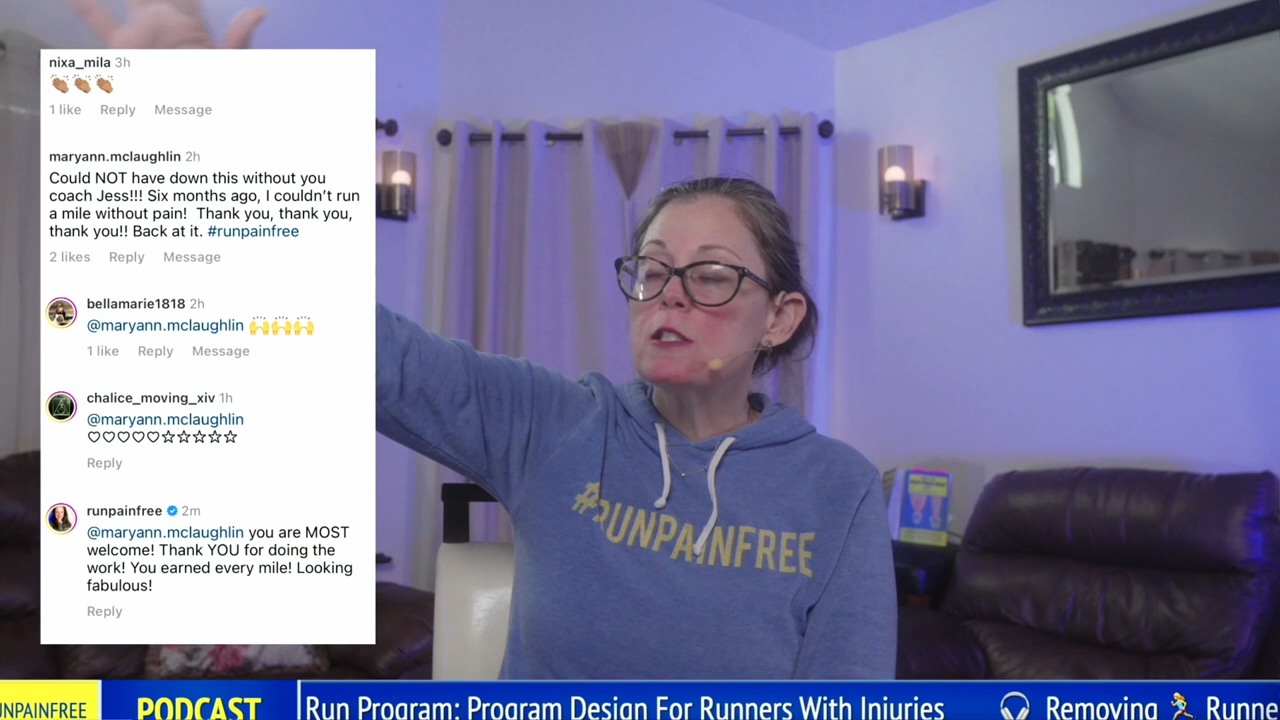 nixa_mila 3h
👏🏽👏🏽👏🏽
1 like Reply Message
maryann.mclaughlin 2h
Could NOT have down this without you
coach Jess!!! Six months ago, I couldn't run
a mile without pain! Thank you, thank you,
thank you!! Back at it. #runpainfree
2 likes Reply Message
bellamarie1818 2h
@maryann.mclaughlin 🙌🙌🙌
1 like Reply Message
chalice_moving_xiv 1h
@maryann.mclaughlin
♡♡♡♡♡☆☆☆☆☆
Reply
runpainfree 2m
@maryann.mclaughlin you are MOST
welcome! Thank YOU for doing the
work! You earned every mile! Looking
fabulous!
Reply
#RUNPAINFREE
UNPAINFREE PODCAST Run Program: Program Design For Runners With Injuries 🎧 Removing 🏃‍♀️ Runne